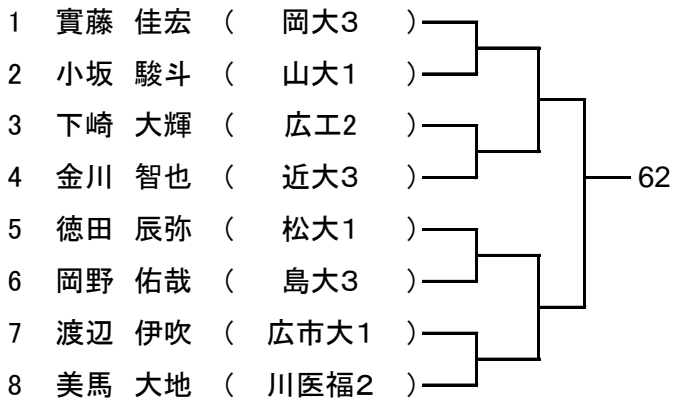 1 實藤 佳宏 ( 岡大3 )
2 小坂 駿斗 ( 山大1 )
3 下崎 大輝 ( 広工2 )
4 金川 智也 ( 近大3 )
62
5 徳田 辰弥 ( 松大1 )
6 岡野 佑哉 ( 島大3 )
7 渡辺 伊吹 ( 広市大1 )
8 美馬 大地 ( 川医福2 )